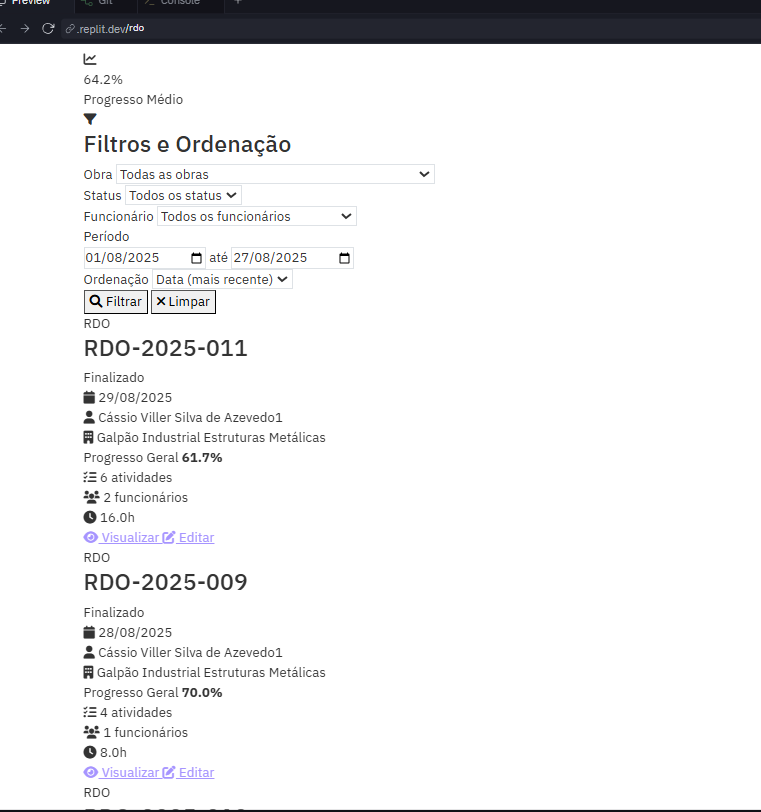 Preview Git Console +
.replit.dev/rdo
64.2%
Progresso Médio
Filtros e Ordenação
Obra Todas as obras
Status Todos os status
Funcionário Todos os funcionários
Período
01/08/2025 até 27/08/2025
Ordenação Data (mais recente)
Filtrar Limpar
RDO
RDO-2025-011
Finalizado
29/08/2025
Cássio Viller Silva de Azevedo1
Galpão Industrial Estruturas Metálicas
Progresso Geral 61.7%
6 atividades
2 funcionários
16.0h
Visualizar Editar
RDO
RDO-2025-009
Finalizado
28/08/2025
Cássio Viller Silva de Azevedo1
Galpão Industrial Estruturas Metálicas
Progresso Geral 70.0%
4 atividades
1 funcionários
8.0h
Visualizar Editar
RDO